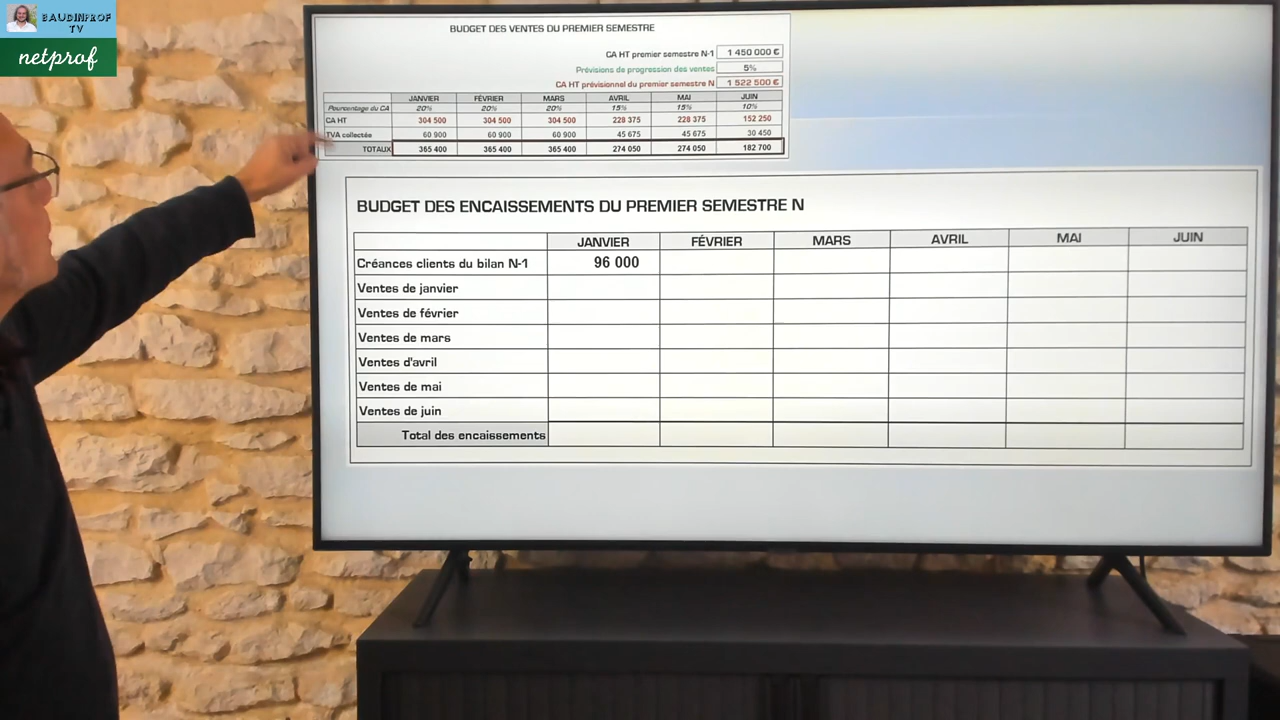 BAUDINPROF
TV
netprof
BUDGET DES VENTES DU PREMIER SEMESTRE
CA HT premier semestre N-1 1 450 000 €
Prévisions de progression des ventes 5%
CA HT prévisionnel du premier semestre N 1 522 500 €
JANVIER FÉVRIER MARS AVRIL MAI JUIN
Pourcentage du CA 20% 20% 20% 15% 15% 10%
CA HT 304 500 304 500 304 500 228 375 228 375 152 250
TVA collectée 60 900 60 900 60 900 45 675 45 675 30 450
TOTAUX 365 400 365 400 365 400 274 050 274 050 182 700
BUDGET DES ENCAISSEMENTS DU PREMIER SEMESTRE N
JANVIER FÉVRIER MARS AVRIL MAI JUIN
Créances clients du bilan N-1 96 000
Ventes de janvier
Ventes de février
Ventes de mars
Ventes d'avril
Ventes de mai
Ventes de juin
Total des encaissements